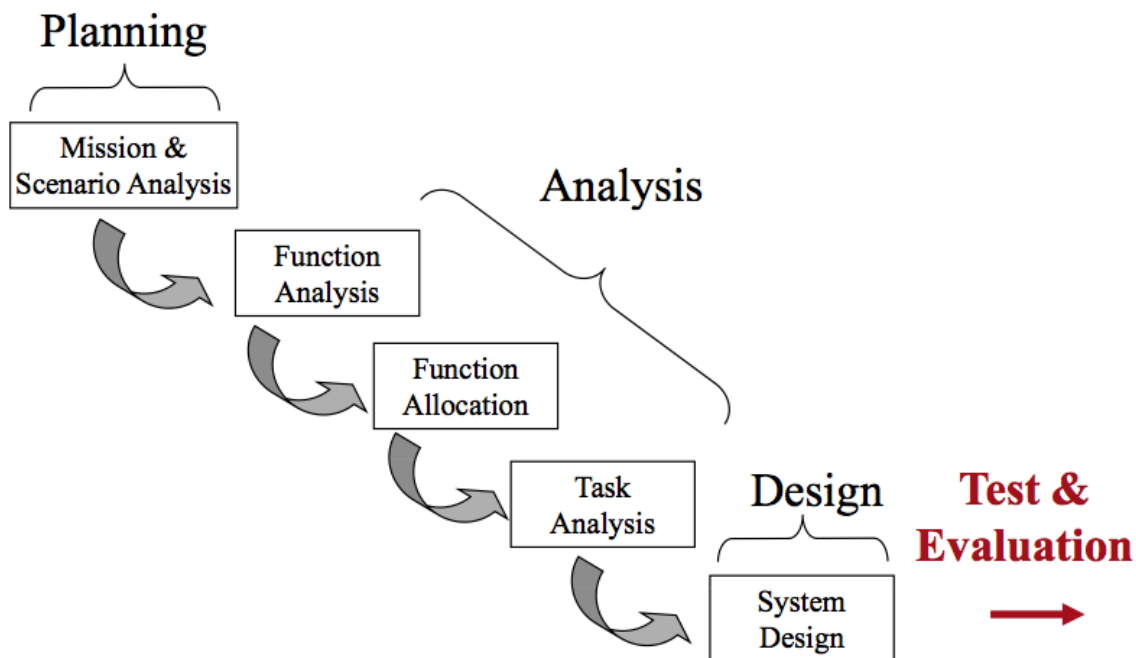 Planning
Mission &
Scenario Analysis
Analysis
Function
Analysis
Function
Allocation
Task
Analysis
Design
System
Design
Test &
Evaluation